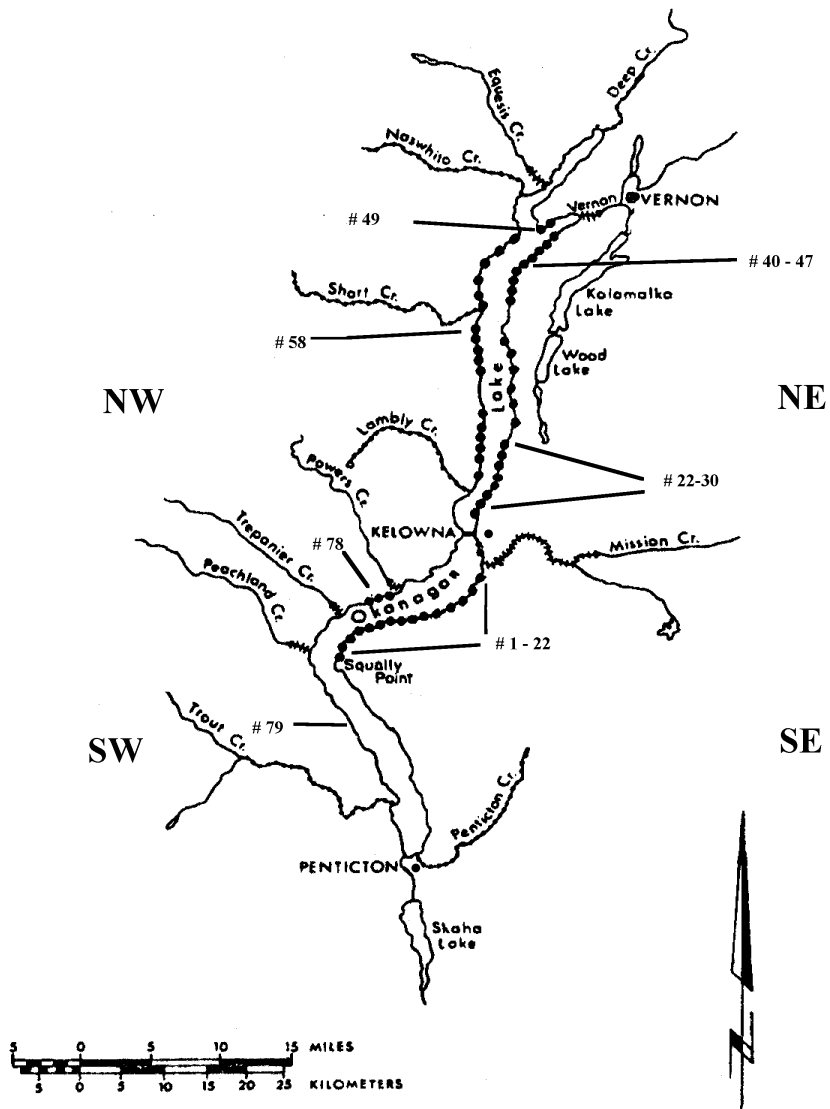 Deep Cr.
Equesis Cr.
Naswhito Cr.
Vernon
VERNON
# 49
# 40 - 47
Short Cr.
Kalamalka
Lake
# 58
Wood
Lake
NW
Lake
NE
Lambly Cr.
Powers Cr.
# 22-30
Trepanier Cr.
KELOWNA
# 78
Mission Cr.
Peachland Cr.
Okanagan
# 1 - 22
Squally
Point
Trout Cr.
# 79
SW
SE
Penticton Cr.
PENTICTON
Skaha
Lake
5 0 5 10 15 MILES
5 0 5 10 15 20 25 KILOMETERS